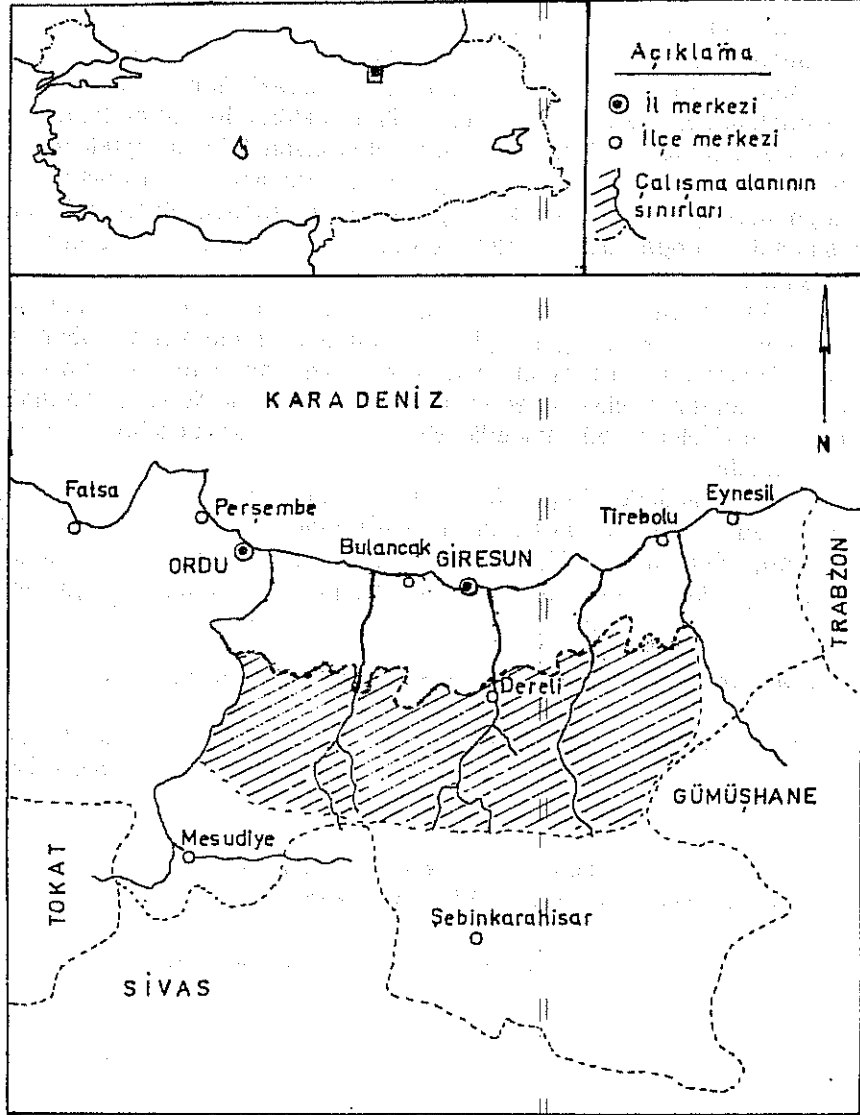 Açıklama
İl merkezi
İlçe merkezi
Çalışma alanının
sınırları
KARADENİZ
N
Fatsa
Perşembe
ORDU
Bulancak
GİRESUN
Tirebolu
Eynesil
TRABZON
Dereli
GÜMÜŞHANE
Mesudiye
TOKAT
Şebinkarahisar
SİVAS